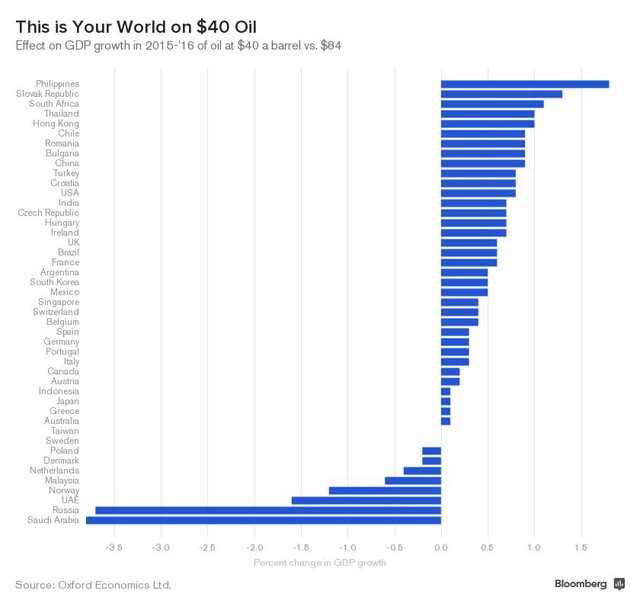 This is Your World on $40 Oil
Effect on GDP growth in 2015-'16 of oil at $40 a barrel vs. $84
Philippines
Slovak Republic
South Africa
Thailand
Hong Kong
Chile
Romania
Bulgaria
China
Turkey
Croatia
USA
India
Czech Republic
Hungary
Ireland
UK
Brazil
France
Argentina
South Korea
Mexico
Singapore
Switzerland
Belgium
Spain
Germany
Portugal
Italy
Canada
Austria
Indonesia
Japan
Greece
Australia
Taiwan
Sweden
Poland
Denmark
Netherlands
Malaysia
Norway
UAE
Russia
Saudi Arabia
-3.5 -3.0 -2.5 -2.0 -1.5 -1.0 -0.5 0.0 0.5 1.0 1.5
Percent change in GDP growth
Source: Oxford Economics Ltd. Bloomberg